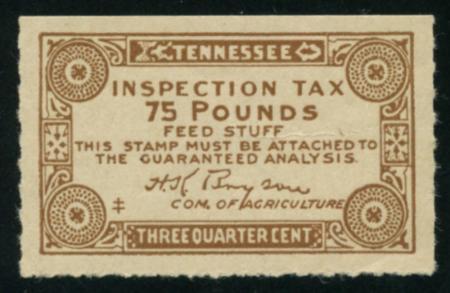 TENNESSEE
INSPECTION TAX
75 POUNDS
FEED STUFF
THIS STAMP MUST BE ATTACHED TO
THE GUARANTEED ANALYSIS.
H.K. Bryson
COM. OF AGRICULTURE
THREE QUARTER CENT